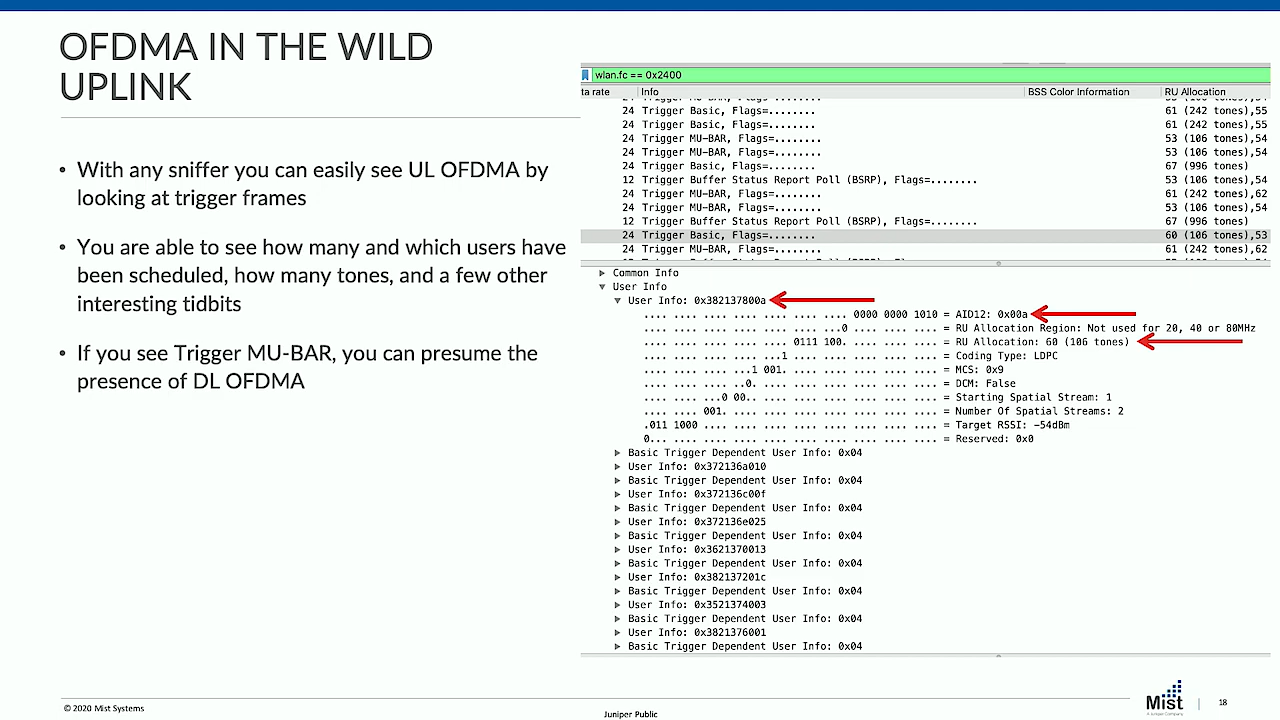 OFDMA IN THE WILD
UPLINK
• With any sniffer you can easily see UL OFDMA by
looking at trigger frames
• You are able to see how many and which users have
been scheduled, how many tones, and a few other
interesting tidbits
• If you see Trigger MU-BAR, you can presume the
presence of DL OFDMA
wlan.fc == 0x2400
ta rate Info BSS Color Information RU Allocation
24 Trigger Basic, Flags=........ 61 (242 tones),55
24 Trigger Basic, Flags=........ 61 (242 tones),55
24 Trigger MU-BAR, Flags=........ 53 (106 tones),54
24 Trigger MU-BAR, Flags=........ 53 (106 tones),54
24 Trigger Basic, Flags=........ 67 (996 tones)
12 Trigger Buffer Status Report Poll (BSRP), Flags=........ 53 (106 tones),54
24 Trigger MU-BAR, Flags=........ 61 (242 tones),62
24 Trigger MU-BAR, Flags=........ 53 (106 tones),54
12 Trigger Buffer Status Report Poll (BSRP), Flags=........ 67 (996 tones)
24 Trigger Basic, Flags=........ 60 (106 tones),53
24 Trigger MU-BAR, Flags=........ 61 (242 tones),62
Common Info
User Info
User Info: 0x382137800a
.... .... .... .... .... .... .... 0000 0000 1010 = AID12: 0x00a
.... .... .... .... .... .... ...0 .... .... .... = RU Allocation Region: Not used for 20, 40 or 80MHz
.... .... .... .... .... 0111 100. .... .... .... = RU Allocation: 60 (106 tones)
.... .... .... .... ...1 .... .... .... .... .... = Coding Type: LDPC
.... .... .... ...1 001. .... .... .... .... .... = MCS: 0x9
.... .... .... ..0. .... .... .... .... .... .... = DCM: False
.... .... ...0 00.. .... .... .... .... .... .... = Starting Spatial Stream: 1
.... .... 001. .... .... .... .... .... .... .... = Number Of Spatial Streams: 2
.011 1000 .... .... .... .... .... .... .... .... = Target RSSI: -54dBm
0... .... .... .... .... .... .... .... .... .... = Reserved: 0x0
Basic Trigger Dependent User Info: 0x04
User Info: 0x372136a010
Basic Trigger Dependent User Info: 0x04
User Info: 0x372136c00f
Basic Trigger Dependent User Info: 0x04
User Info: 0x372136e025
Basic Trigger Dependent User Info: 0x04
User Info: 0x3621370013
Basic Trigger Dependent User Info: 0x04
User Info: 0x382137201c
Basic Trigger Dependent User Info: 0x04
User Info: 0x3521374003
Basic Trigger Dependent User Info: 0x04
User Info: 0x3821376001
Basic Trigger Dependent User Info: 0x04
© 2020 Mist Systems
Juniper Public
Mist
A Juniper Company
18